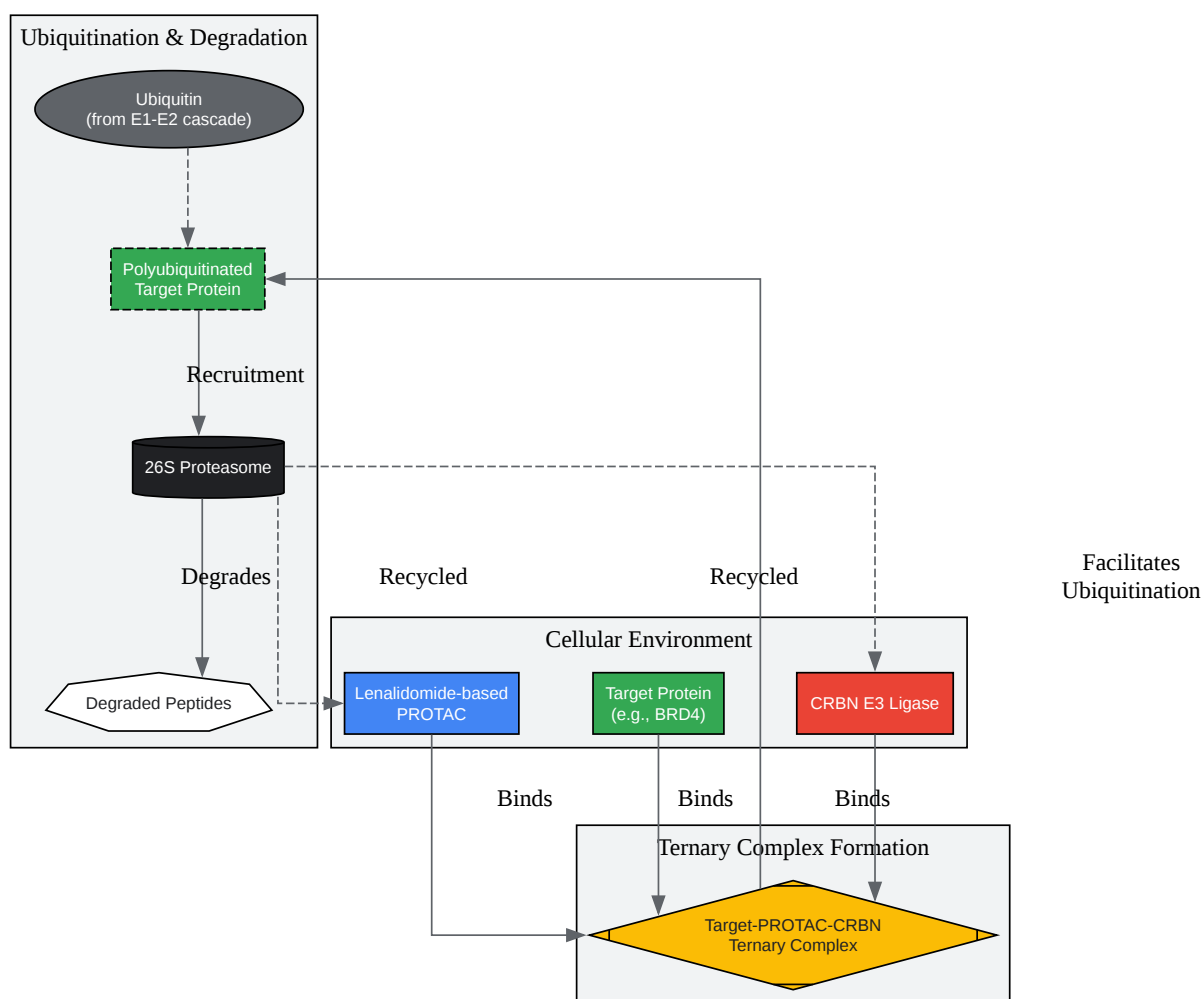 Ubiquitination & Degradation
Ubiquitin
(from E1-E2 cascade)
Polyubiquitinated
Target Protein
Recruitment
26S Proteasome
Degrades
Recycled
Recycled
Facilitates
Ubiquitination
Degraded Peptides
Cellular Environment
Lenalidomide-based
PROTAC
Target Protein
(e.g., BRD4)
CRBN E3 Ligase
Binds
Binds
Binds
Ternary Complex Formation
Target-PROTAC-CRBN
Ternary Complex